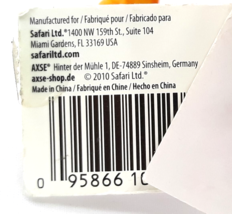 Manufactured for / Fabriqué pour / Fabricado para
Safari Ltd.® 1400 NW 159th St., Suite 104
Miami Gardens, FL 33169 USA
safariltd.com
AXSE® Hinter der Mühle 1, DE-74889 Sinsheim, Germany
axse-shop.de © 2010 Safari Ltd.®
Made in China / Fabriqué en Chine / Hecho en China
0 95866 10